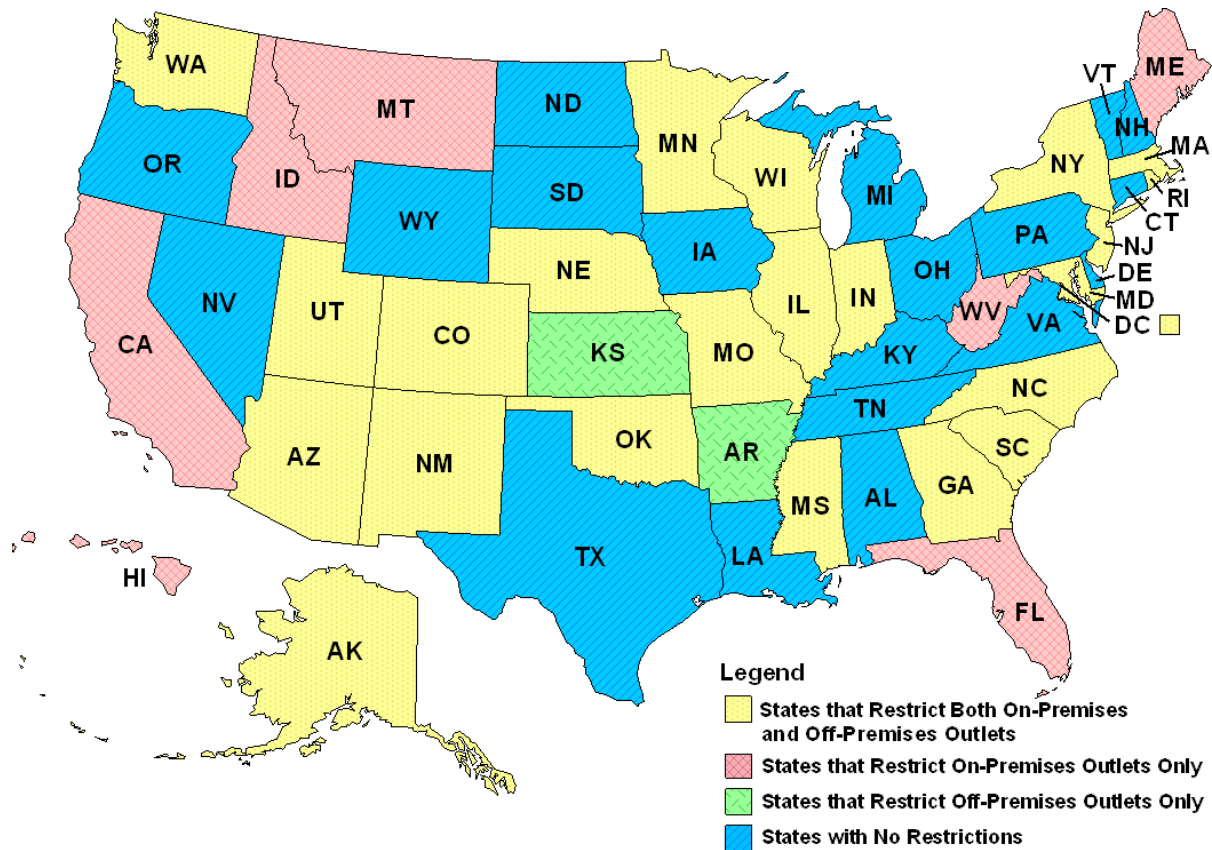 WA
MT
ND
MN
VT
ME
NH
MA
OR
ID
WY
SD
WI
MI
NY
RI
CT
PA
NJ
IA
NE
OH
DE
MD
DC
NV
UT
CO
IL
IN
WV
VA
CA
KS
MO
KY
NC
TN
AZ
NM
OK
AR
SC
MS
AL
GA
TX
LA
HI
FL
AK
Legend
States that Restrict Both On-Premises
and Off-Premises Outlets
States that Restrict On-Premises Outlets Only
States that Restrict Off-Premises Outlets Only
States with No Restrictions